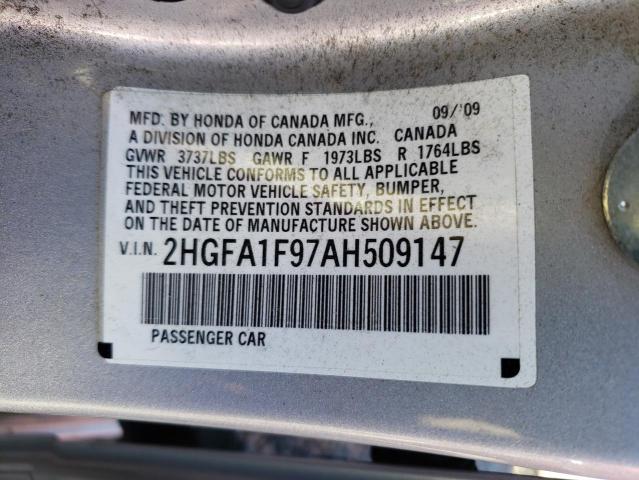 MFD. BY HONDA OF CANADA MFG., 09/'09
A DIVISION OF HONDA CANADA INC. CANADA
GVWR 3737LBS GAWR F 1973LBS R 1764LBS
THIS VEHICLE CONFORMS TO ALL APPLICABLE
FEDERAL MOTOR VEHICLE SAFETY, BUMPER,
AND THEFT PREVENTION STANDARDS IN EFFECT
ON THE DATE OF MANUFACTURE SHOWN ABOVE.
V.I.N. 2HGFA1F97AH509147
PASSENGER CAR